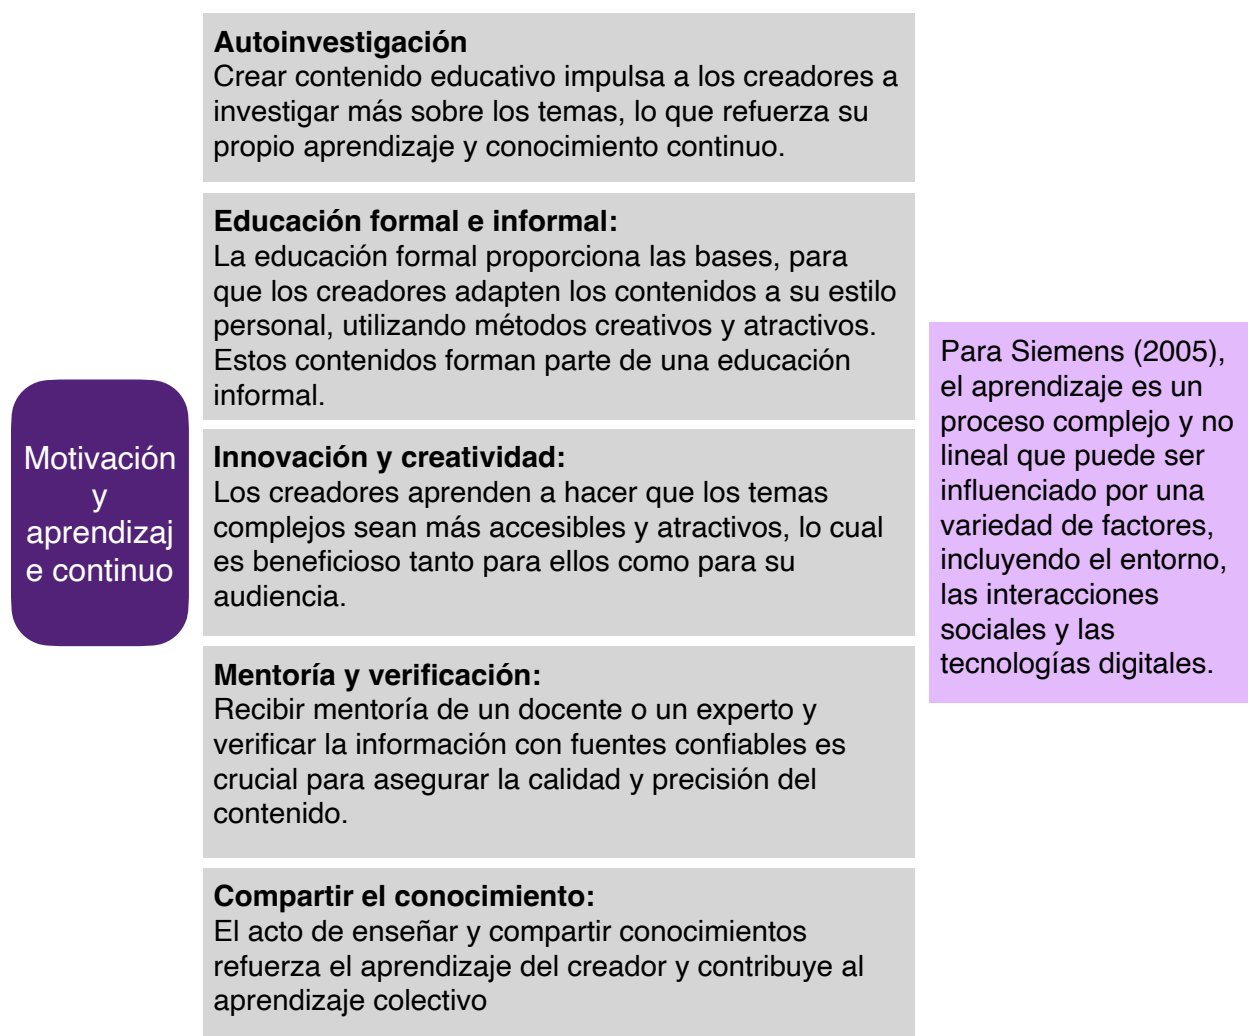 Motivación
y
aprendizaj
e continuo
Autoinvestigación
Crear contenido educativo impulsa a los creadores a
investigar más sobre los temas, lo que refuerza su
propio aprendizaje y conocimiento continuo.
Educación formal e informal:
La educación formal proporciona las bases, para
que los creadores adapten los contenidos a su estilo
personal, utilizando métodos creativos y atractivos.
Estos contenidos forman parte de una educación
informal.
Innovación y creatividad:
Los creadores aprenden a hacer que los temas
complejos sean más accesibles y atractivos, lo cual
es beneficioso tanto para ellos como para su
audiencia.
Mentoría y verificación:
Recibir mentoría de un docente o un experto y
verificar la información con fuentes confiables es
crucial para asegurar la calidad y precisión del
contenido.
Compartir el conocimiento:
El acto de enseñar y compartir conocimientos
refuerza el aprendizaje del creador y contribuye al
aprendizaje colectivo
Para Siemens (2005),
el aprendizaje es un
proceso complejo y no
lineal que puede ser
influenciado por una
variedad de factores,
incluyendo el entorno,
las interacciones
sociales y las
tecnologías digitales.